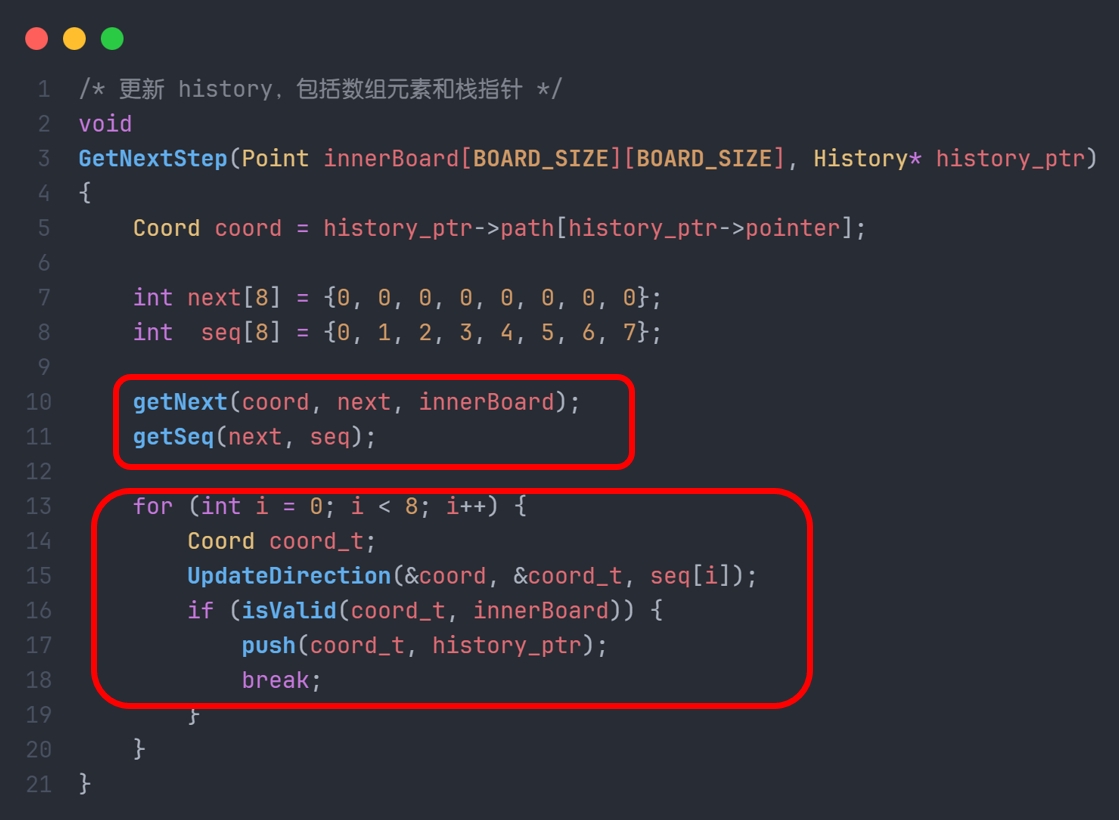 1 /* 更新 history，包括数组元素和栈指针 */
2 void
3 GetNextStep(Point innerBoard[BOARD_SIZE][BOARD_SIZE], History* history_ptr)
4 {
5     Coord coord = history_ptr->path[history_ptr->pointer];
6
7     int next[8] = {0, 0, 0, 0, 0, 0, 0, 0};
8     int  seq[8] = {0, 1, 2, 3, 4, 5, 6, 7};
9
10     getNext(coord, next, innerBoard);
11     getSeq(next, seq);
12
13     for (int i = 0; i < 8; i++) {
14         Coord coord_t;
15         UpdateDirection(&coord, &coord_t, seq[i]);
16         if (isValid(coord_t, innerBoard)) {
17             push(coord_t, history_ptr);
18             break;
19         }
20     }
21 }